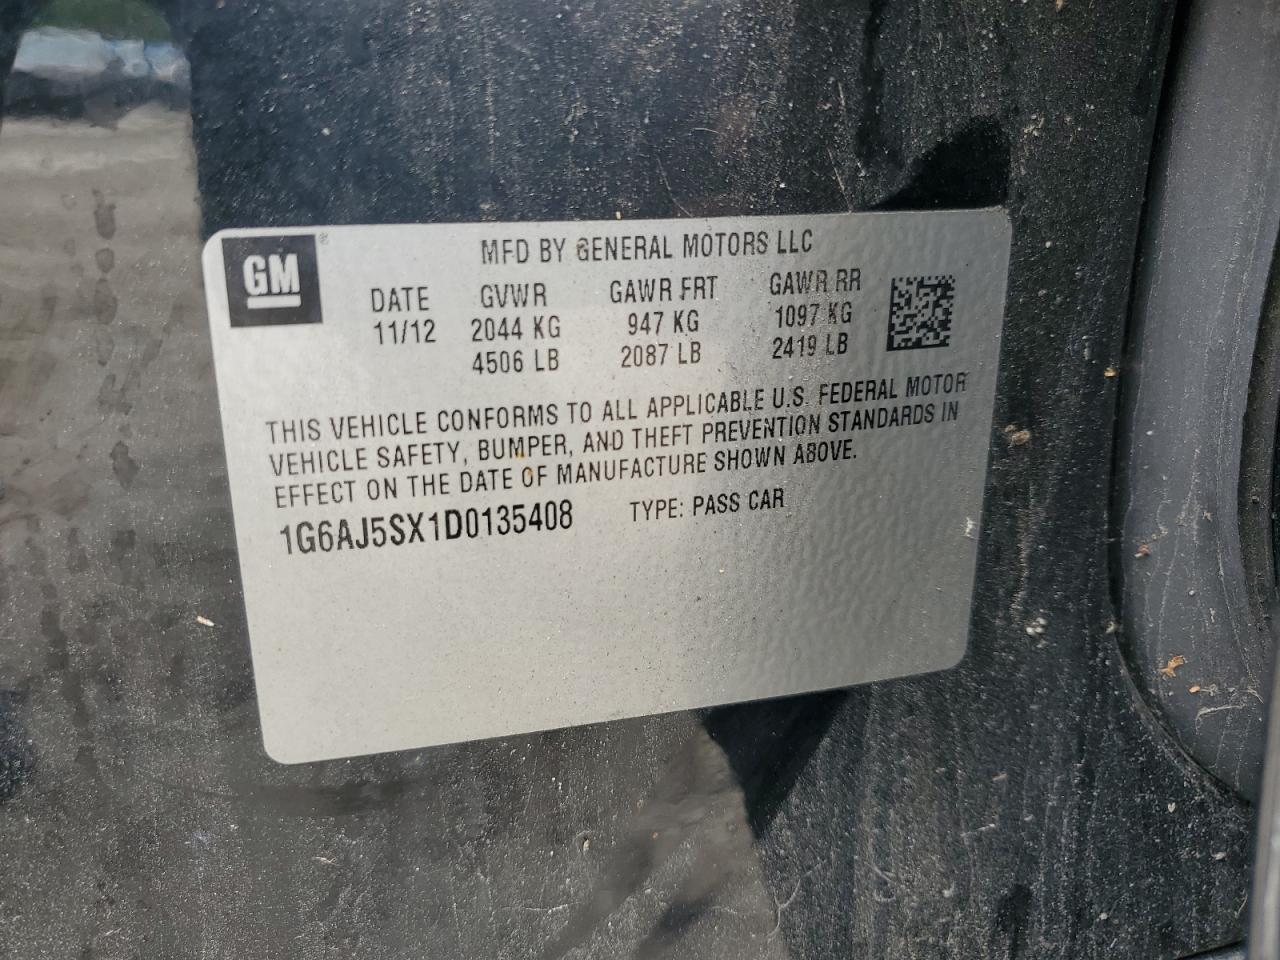 GM ®
MFD BY GENERAL MOTORS LLC
DATE GVWR GAWR FRT GAWR RR
11/12 2044 KG 947 KG 1097 KG
4506 LB 2087 LB 2419 LB
THIS VEHICLE CONFORMS TO ALL APPLICABLE U.S. FEDERAL MOTOR
VEHICLE SAFETY, BUMPER, AND THEFT PREVENTION STANDARDS IN
EFFECT ON THE DATE OF MANUFACTURE SHOWN ABOVE.
1G6AJ5SX1D0135408 TYPE: PASS CAR